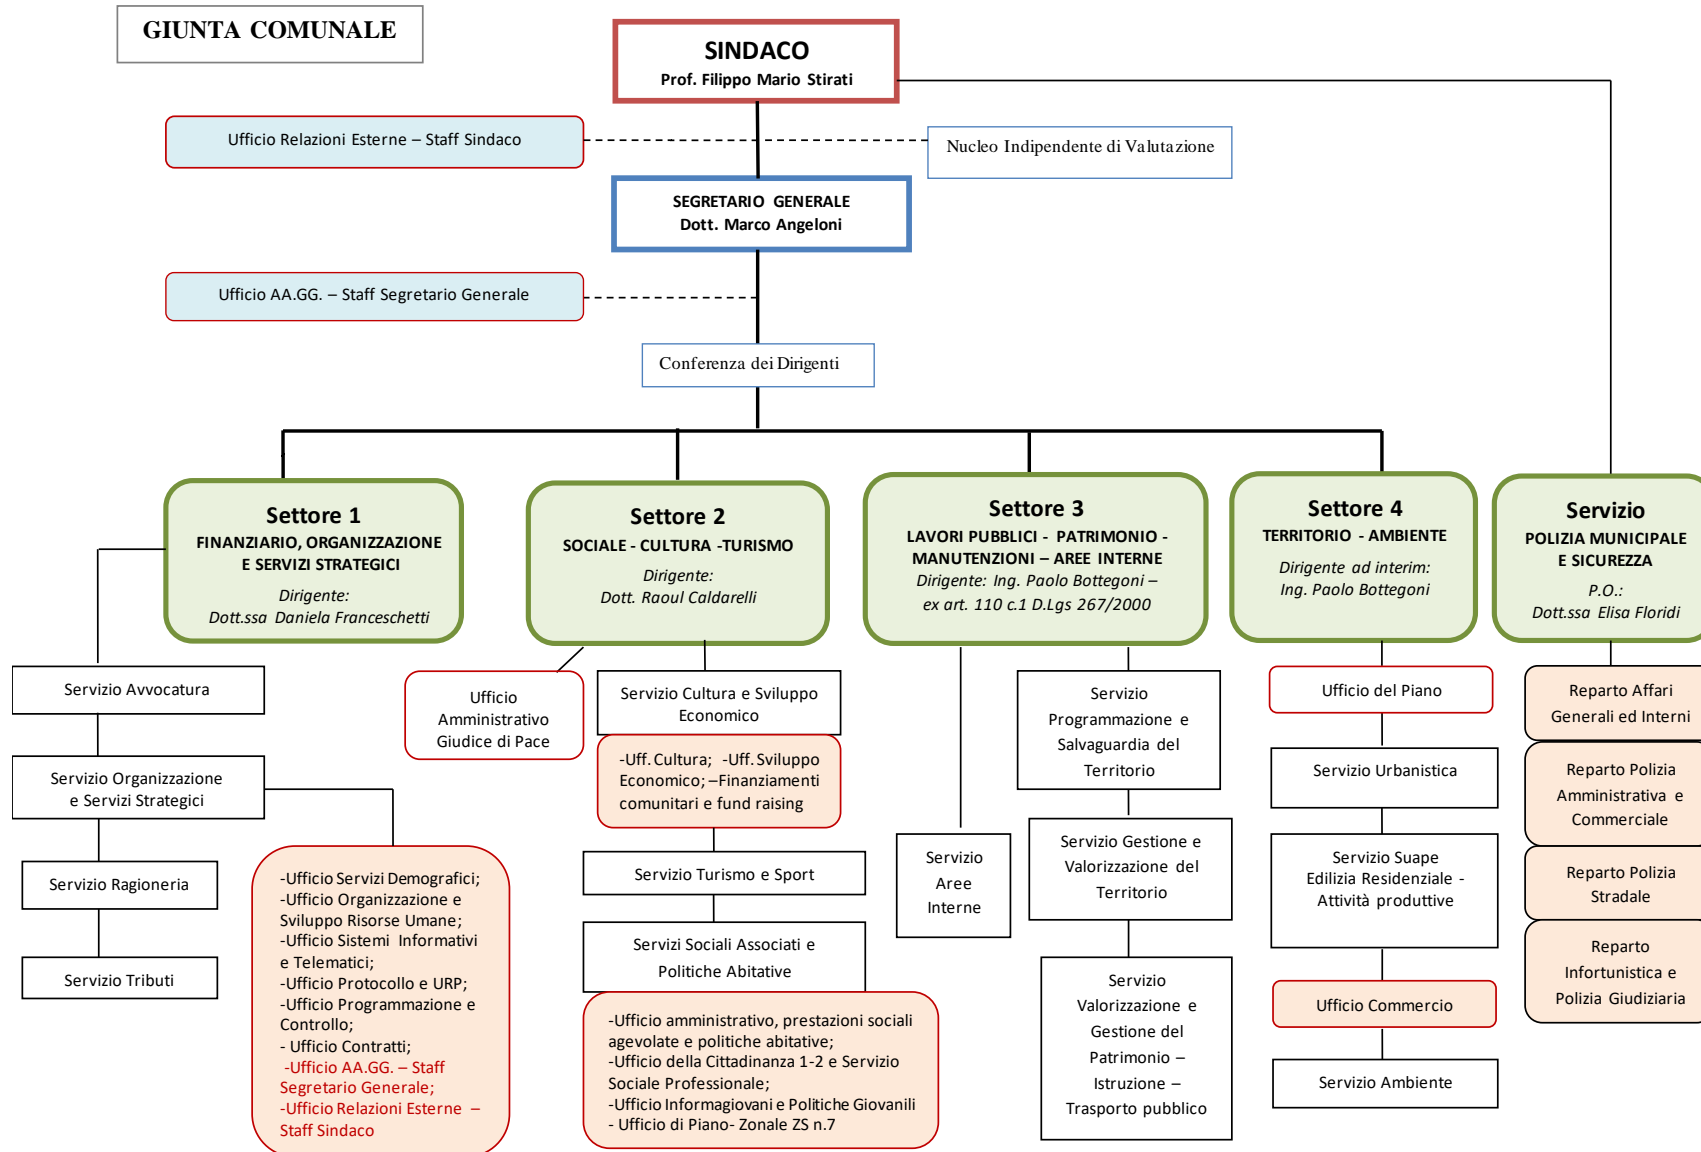 GIUNTA COMUNALE
SINDACO
Prof. Filippo Mario Stirati
Ufficio Relazioni Esterne – Staff Sindaco
Nucleo Indipendente di Valutazione
SEGRETARIO GENERALE
Dott. Marco Angeloni
Ufficio AA.GG. – Staff Segretario Generale
Conferenza dei Dirigenti
Settore 1
FINANZIARIO, ORGANIZZAZIONE
E SERVIZI STRATEGICI
Dirigente:
Dott.ssa Daniela Franceschetti
Settore 2
SOCIALE - CULTURA -TURISMO
Dirigente:
Dott. Raoul Caldarelli
Settore 3
LAVORI PUBBLICI - PATRIMONIO -
MANUTENZIONI – AREE INTERNE
Dirigente: Ing. Paolo Bottegoni –
ex art. 110 c.1 D.Lgs 267/2000
Settore 4
TERRITORIO - AMBIENTE
Dirigente ad interim:
Ing. Paolo Bottegoni
Servizio
POLIZIA MUNICIPALE
E SICUREZZA
P.O.:
Dott.ssa Elisa Floridi
Servizio Avvocatura
Servizio Organizzazione
e Servizi Strategici
Servizio Ragioneria
Servizio Tributi
-Ufficio Servizi Demografici;
-Ufficio Organizzazione e
Sviluppo Risorse Umane;
-Ufficio Sistemi Informativi
e Telematici;
-Ufficio Protocollo e URP;
-Ufficio Programmazione e
Controllo;
- Ufficio Contratti;
-Ufficio AA.GG. – Staff
Segretario Generale;
-Ufficio Relazioni Esterne –
Staff Sindaco
Ufficio
Amministrativo
Giudice di Pace
Servizio Cultura e Sviluppo
Economico
-Uff. Cultura; -Uff. Sviluppo
Economico; –Finanziamenti
comunitari e fund raising
Servizio Turismo e Sport
Servizi Sociali Associati e
Politiche Abitative
-Ufficio amministrativo, prestazioni sociali
agevolate e politiche abitative;
-Ufficio della Cittadinanza 1-2 e Servizio
Sociale Professionale;
-Ufficio Informagiovani e Politiche Giovanili
- Ufficio di Piano- Zonale ZS n.7
Servizio
Aree
Interne
Servizio
Programmazione e
Salvaguardia del
Territorio
Servizio Gestione e
Valorizzazione del
Territorio
Servizio
Valorizzazione e
Gestione del
Patrimonio –
Istruzione –
Trasporto pubblico
Ufficio del Piano
Servizio Urbanistica
Servizio Suape
Edilizia Residenziale -
Attività produttive
Ufficio Commercio
Servizio Ambiente
Reparto Affari
Generali ed Interni
Reparto Polizia
Amministrativa e
Commerciale
Reparto Polizia
Stradale
Reparto
Infortunistica e
Polizia Giudiziaria